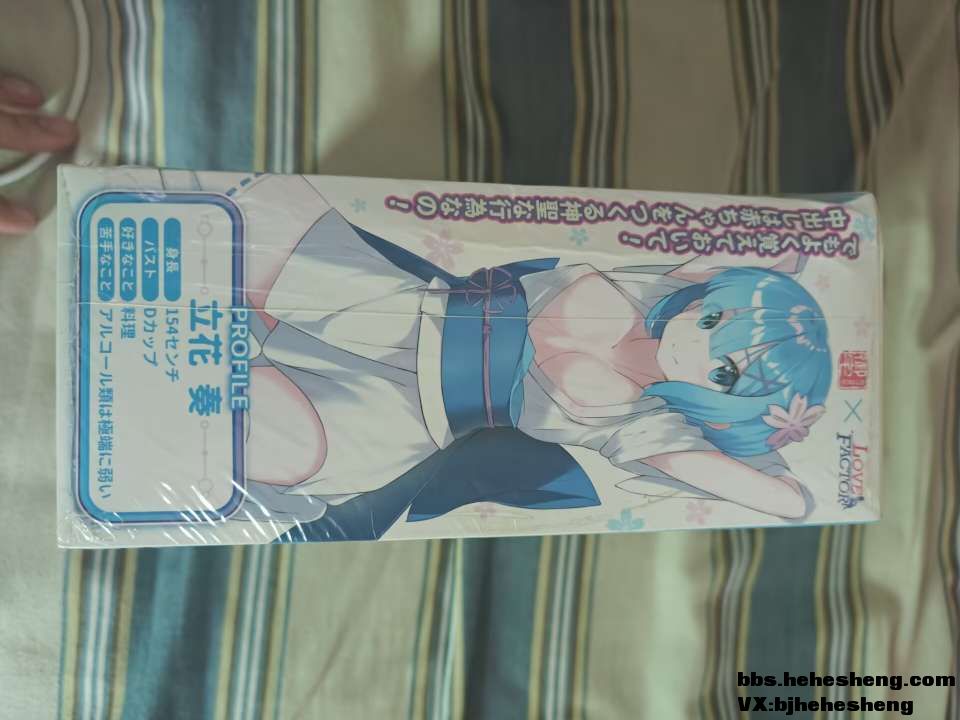 ×
LOVE
FACTOR
でもよく覚えておいて!
中出しは赤ちゃんをつくる神聖な行為なの!
PROFILE
立花 奏
身長 154センチ
バスト Dカップ
好きなこと 料理
苦手なこと アルコール類は極端に弱い
bbs.hehesheng.com
VX:bjhehesheng